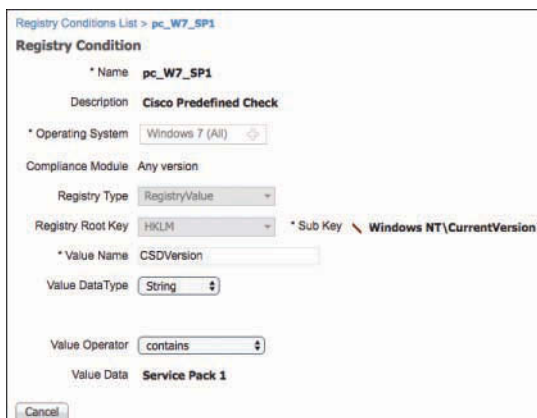 Registry Conditions List > pc_W7_SP1
Registry Condition
* Name pc_W7_SP1
Description Cisco Predefined Check
* Operating System Windows 7 (All)
Compliance Module Any version
Registry Type RegistryValue
Registry Root Key HKLM * Sub Key \ Windows NT\CurrentVersion
* Value Name CSDVersion
Value DataType String
Value Operator contains
Value Data Service Pack 1
Cancel